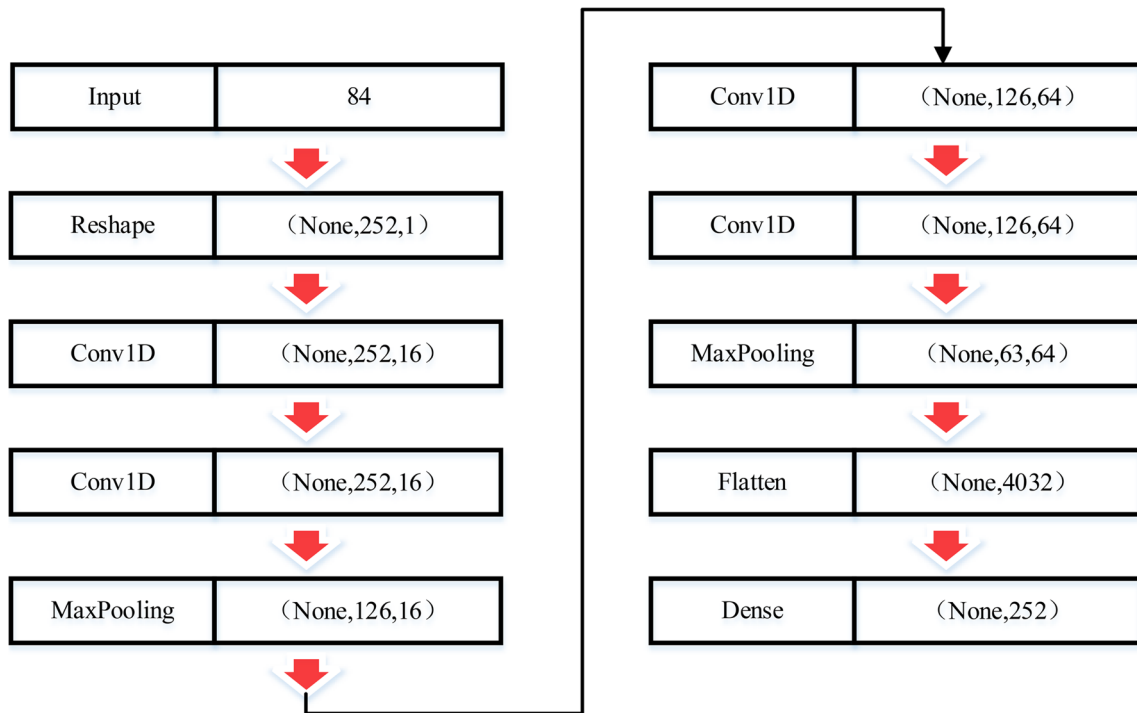 Input 84
Reshape （None,252,1）
Conv1D （None,252,16）
Conv1D （None,252,16）
MaxPooling （None,126,16）
Conv1D （None,126,64）
Conv1D （None,126,64）
MaxPooling （None,63,64）
Flatten （None,4032）
Dense （None,252）